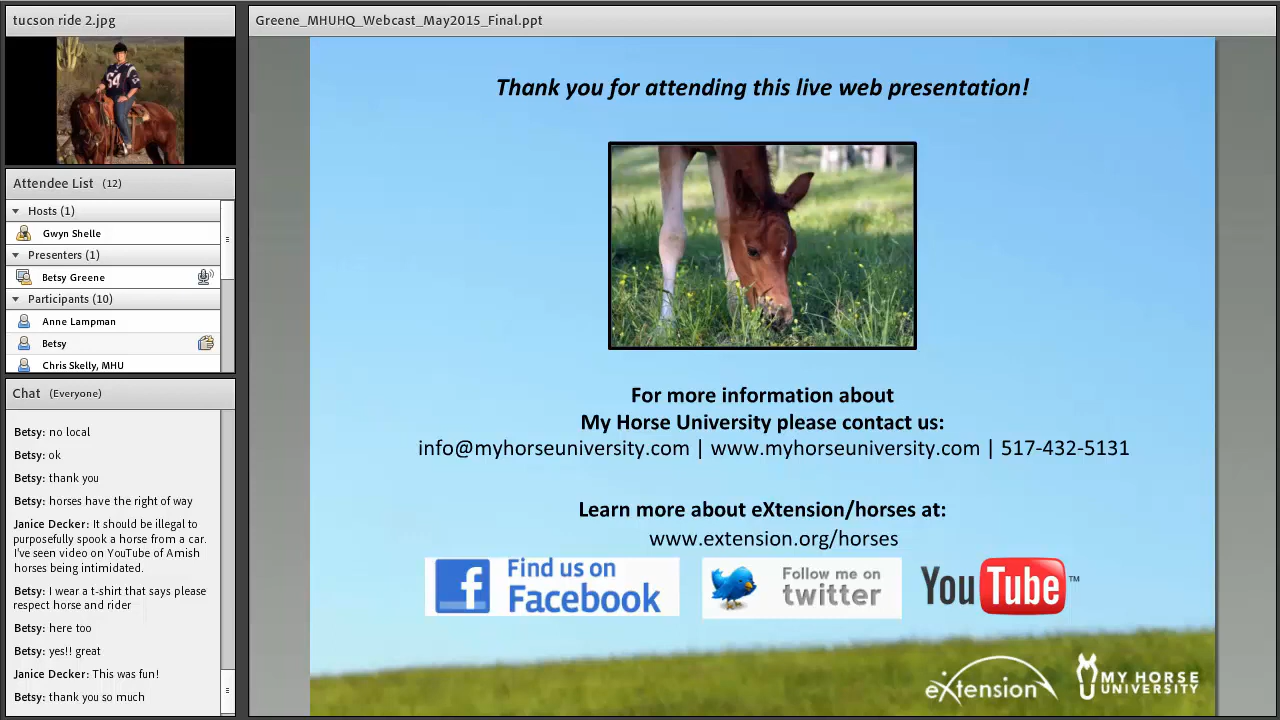 tucson ride 2.jpg
Attendee List (12)
Hosts (1)
Gwyn Shelle
Presenters (1)
Betsy Greene
Participants (10)
Anne Lampman
Betsy
Chris Skelly, MHU
Chat (Everyone)
Betsy: no local
Betsy: ok
Betsy: thank you
Betsy: horses have the right of way
Janice Decker: It should be illegal to
purposefully spook a horse from a car.
I've seen video on YouTube of Amish
horses being intimidated.
Betsy: I wear a t-shirt that says please
respect horse and rider
Betsy: here too
Betsy: yes!! great
Janice Decker: This was fun!
Betsy: thank you so much
Greene_MHUHQ_Webcast_May2015_Final.ppt
Thank you for attending this live web presentation!
For more information about
My Horse University please contact us:
info@myhorseuniversity.com | www.myhorseuniversity.com | 517-432-5131
Learn more about eXtension/horses at:
www.extension.org/horses
f Find us on
Facebook
Follow me on
twitter
YouTube™
eXtension
MY HORSE
UNIVERSITY
54